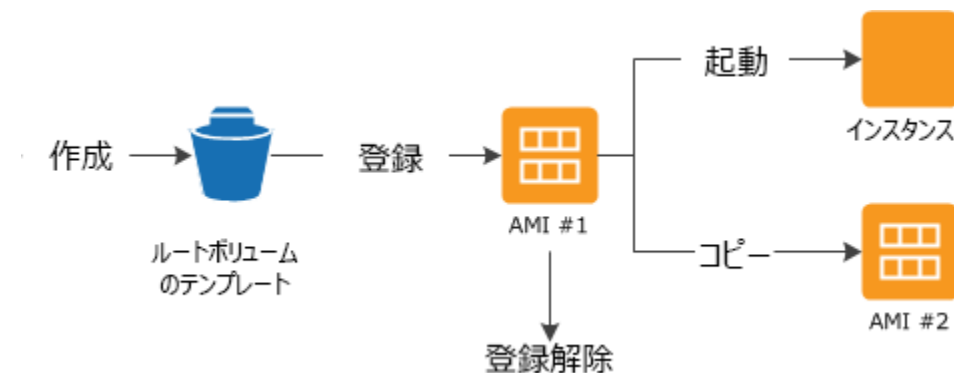 作成
ルートボリューム
のテンプレート
登録
AMI #1
登録解除
起動
インスタンス
コピー
AMI #2